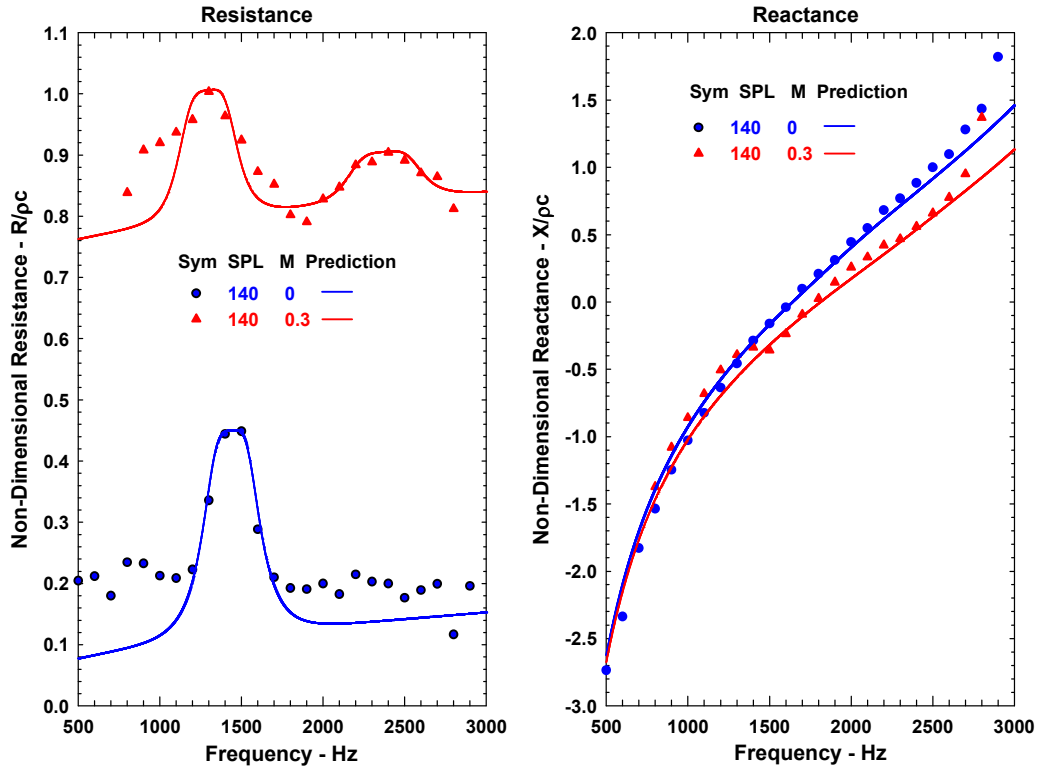 Resistance
1.1
1.0
0.9
0.8
0.7
0.6
0.5
0.4
0.3
0.2
0.1
0.0
Non-Dimensional Resistance - R/ρc
Sym SPL M Prediction
140 0
140 0.3
500 1000 1500 2000 2500 3000
Frequency - Hz
Reactance
2.0
1.5
1.0
0.5
0.0
-0.5
-1.0
-1.5
-2.0
-2.5
-3.0
Non-Dimensional Reactance - X/ρc
Sym SPL M Prediction
140 0
140 0.3
500 1000 1500 2000 2500 3000
Frequency - Hz